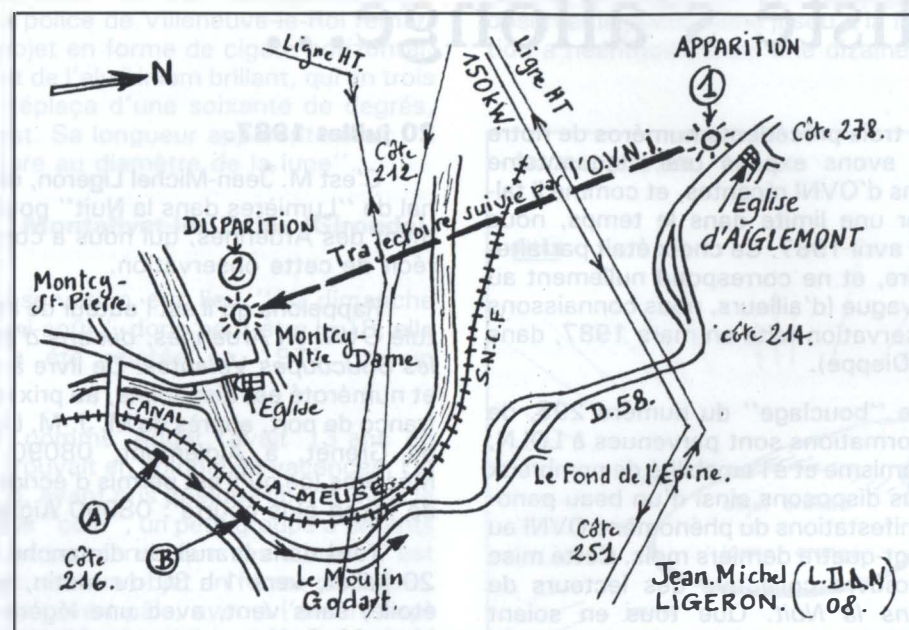 N
Ligne HT.
Ligne HT
150kW
APPARITION
1
Côte 278
Côte
212.
Trajectoire suivie par l'O.V.N.I.
Eglise
d'AIGLEMONT
DISPARITION
2
Montcy-
St-Pierre.
Montcy-
Ntre Dame
S.N.C.F.
côte 214.
Eglise
CANAL
D.58.
LA MEUSE
Le Fond de l'Epine.
A
B
Côte
216.
Côte
251.
Le Moulin
Godart
Jean.Michel (L.D.L.N)
LIGERON. (08.)